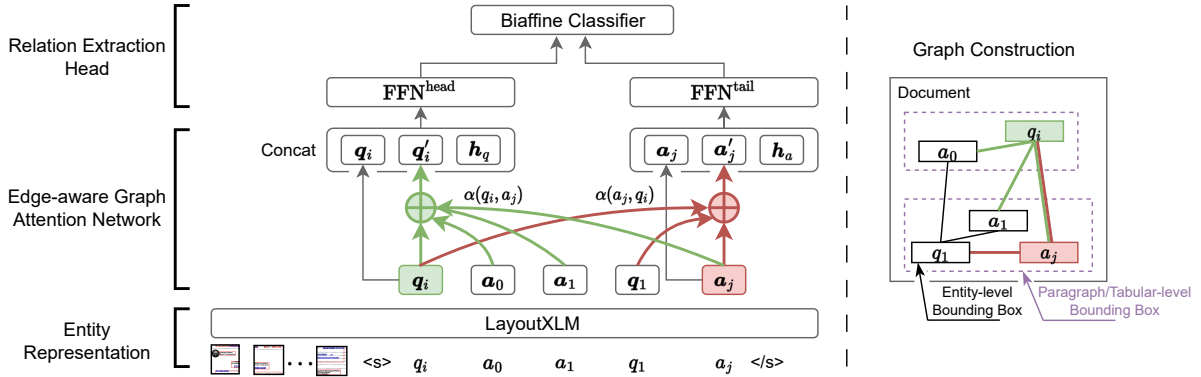 Biaffine Classifier
Relation Extraction
Head
FFN^head
FFN^tail
Concat
q_i
q_i'
h_q
a_j
a_j'
h_a
Edge-aware Graph
Attention Network
α(q_i, a_j)
α(a_j, q_i)
q_i
a_0
a_1
q_1
a_j
Entity
Representation
LayoutXLM
<s> q_i a_0 a_1 q_1 a_j </s>
Graph Construction
Document
q_i
a_0
a_1
q_1
a_j
Entity-level
Bounding Box
Paragraph/Tabular-level
Bounding Box